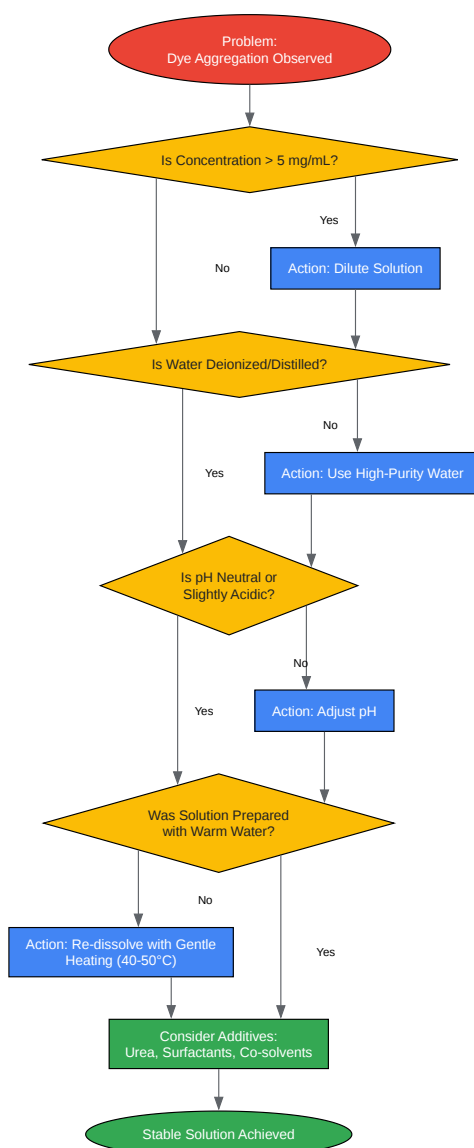 Problem:
Dye Aggregation Observed
Is Concentration > 5 mg/mL?
Yes
No
Action: Dilute Solution
Is Water Deionized/Distilled?
No
Yes
Action: Use High-Purity Water
Is pH Neutral or
Slightly Acidic?
No
Yes
Action: Adjust pH
Was Solution Prepared
with Warm Water?
No
Action: Re-dissolve with Gentle
Heating (40-50°C)
Yes
Consider Additives:
Urea, Surfactants, Co-solvents
Stable Solution Achieved